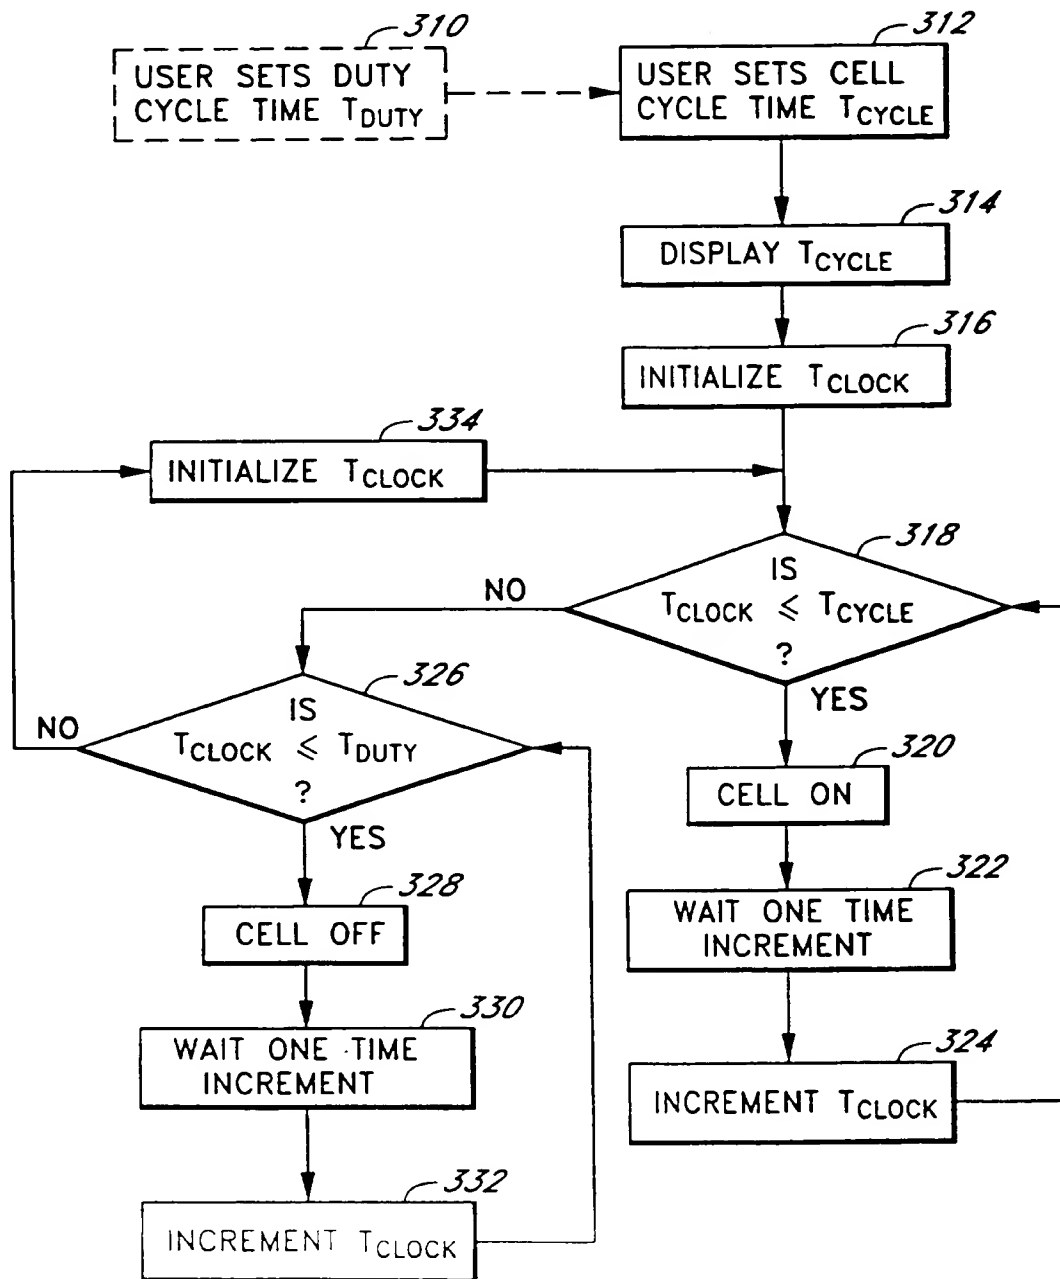 310
USER SETS DUTY
CYCLE TIME TDUTY
312
USER SETS CELL
CYCLE TIME TCYCLE
314
DISPLAY TCYCLE
316
INITIALIZE TCLOCK
334
INITIALIZE TCLOCK
318
IS
TCLOCK ≤ TCYCLE
?
NO
YES
326
IS
TCLOCK ≤ TDUTY
?
NO
YES
320
CELL ON
322
WAIT ONE TIME
INCREMENT
324
INCREMENT TCLOCK
328
CELL OFF
330
WAIT ONE TIME
INCREMENT
332
INCREMENT TCLOCK